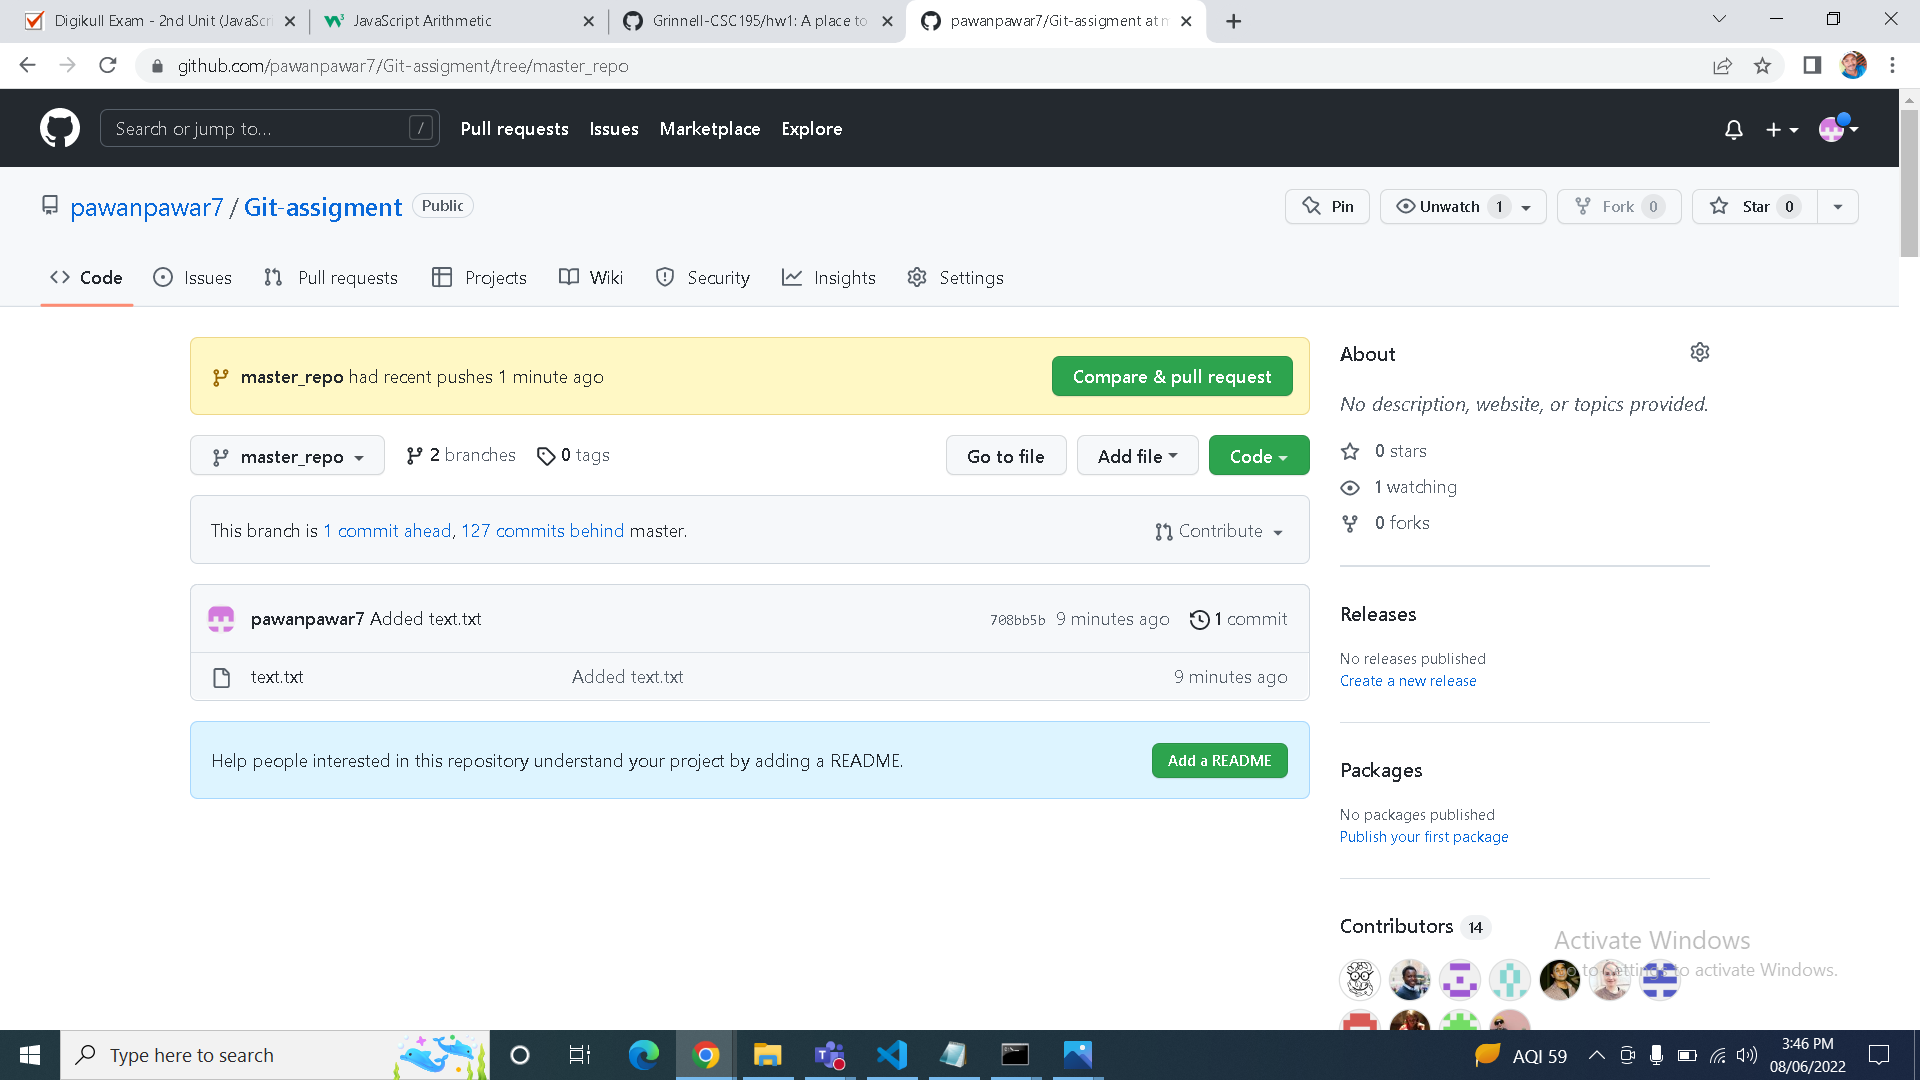 Digikull Exam - 2nd Unit (JavaScri
JavaScript Arithmetic
Grinnell-CSC195/hw1: A place to
pawanpawar7/Git-assigment at m
github.com/pawanpawar7/Git-assigment/tree/master_repo
Search or jump to...
/
Pull requests
Issues
Marketplace
Explore
pawanpawar7 / Git-assigment
Public
Pin
Unwatch 1
Fork 0
Star 0
Code
Issues
Pull requests
Projects
Wiki
Security
Insights
Settings
master_repo had recent pushes 1 minute ago
Compare & pull request
master_repo
2 branches
0 tags
Go to file
Add file
Code
This branch is 1 commit ahead, 127 commits behind master.
Contribute
pawanpawar7 Added text.txt
708bb5b 9 minutes ago
1 commit
text.txt
Added text.txt
9 minutes ago
Help people interested in this repository understand your project by adding a README.
Add a README
About
No description, website, or topics provided.
0 stars
1 watching
0 forks
Releases
No releases published
Create a new release
Packages
No packages published
Publish your first package
Contributors 14
Activate Windows
Go to Settings to activate Windows.
Type here to search
AQI 59
3:46 PM
08/06/2022